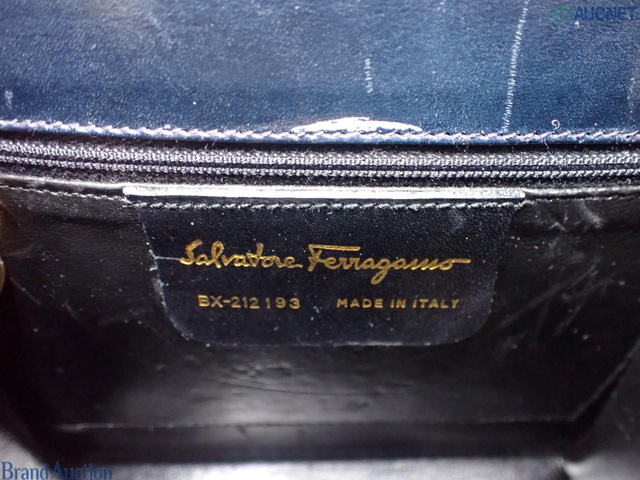 AUCNET
Salvatore Ferragamo
BX-212193 MADE IN ITALY
Brand Auction